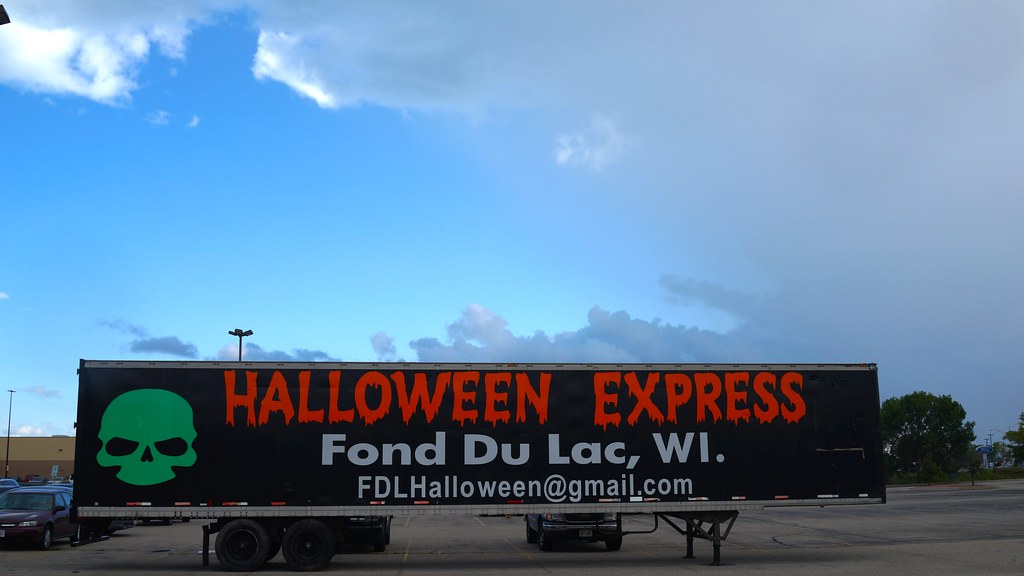 HALLOWEEN EXPRESS
Fond Du Lac, WI.
FDLHalloween@gmail.com